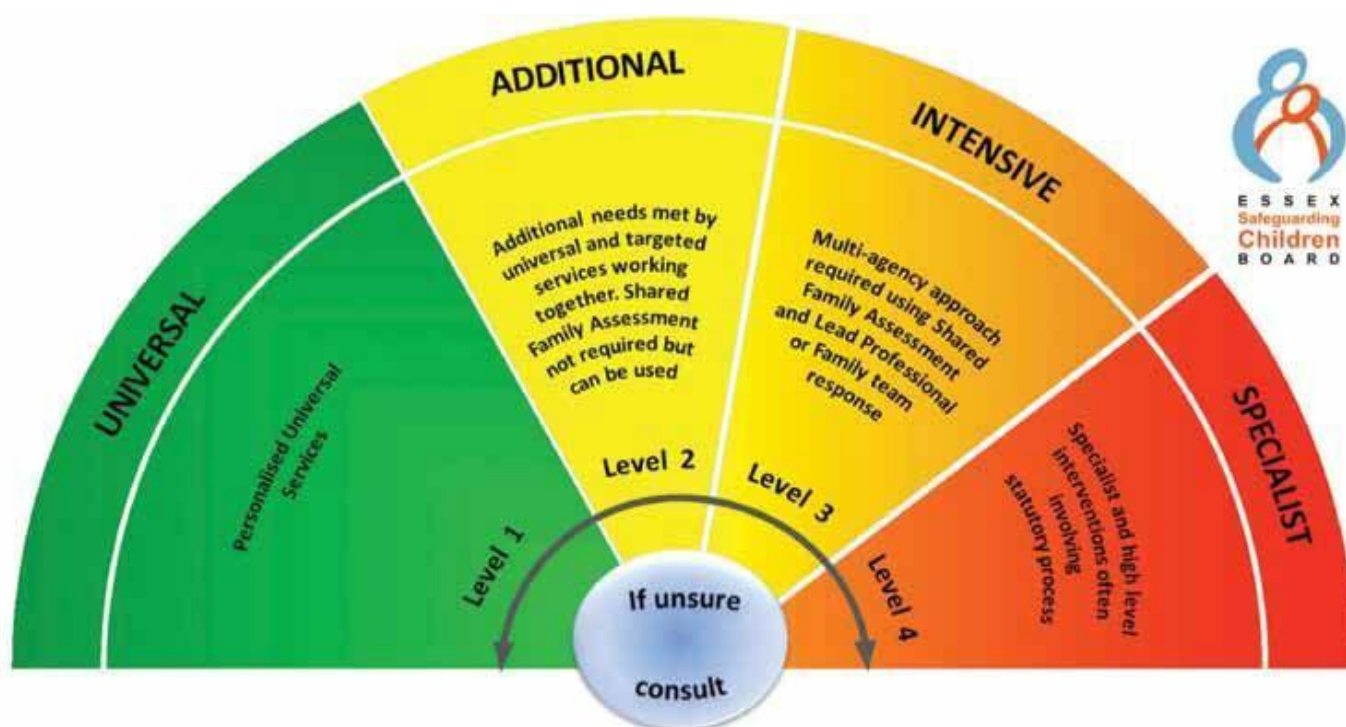 UNIVERSAL
Personalised Universal
Services
Level 1
ADDITIONAL
Additional needs met by
universal and targeted
services working
together. Shared
Family Assessment
not required but
can be used
Level 2
INTENSIVE
Multi-agency approach
required using Shared
Family Assessment
and Lead Professional
or Family team
response
Level 3
SPECIALIST
Specialist and high level
interventions often
involving
statutory process
Level 4
If unsure
consult
ESSEX
Safeguarding
Children
BOARD